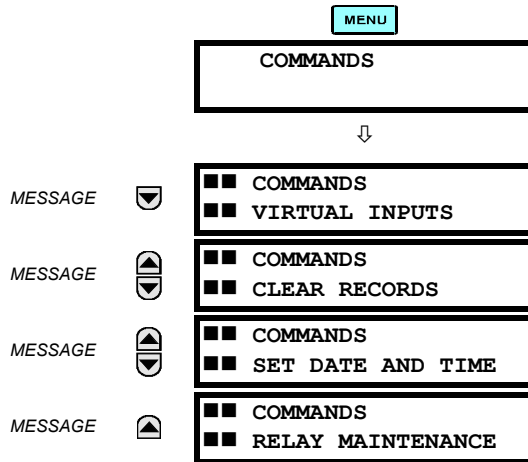 MENU
COMMANDS
MESSAGE
COMMANDS
VIRTUAL INPUTS
MESSAGE
COMMANDS
CLEAR RECORDS
MESSAGE
COMMANDS
SET DATE AND TIME
MESSAGE
COMMANDS
RELAY MAINTENANCE